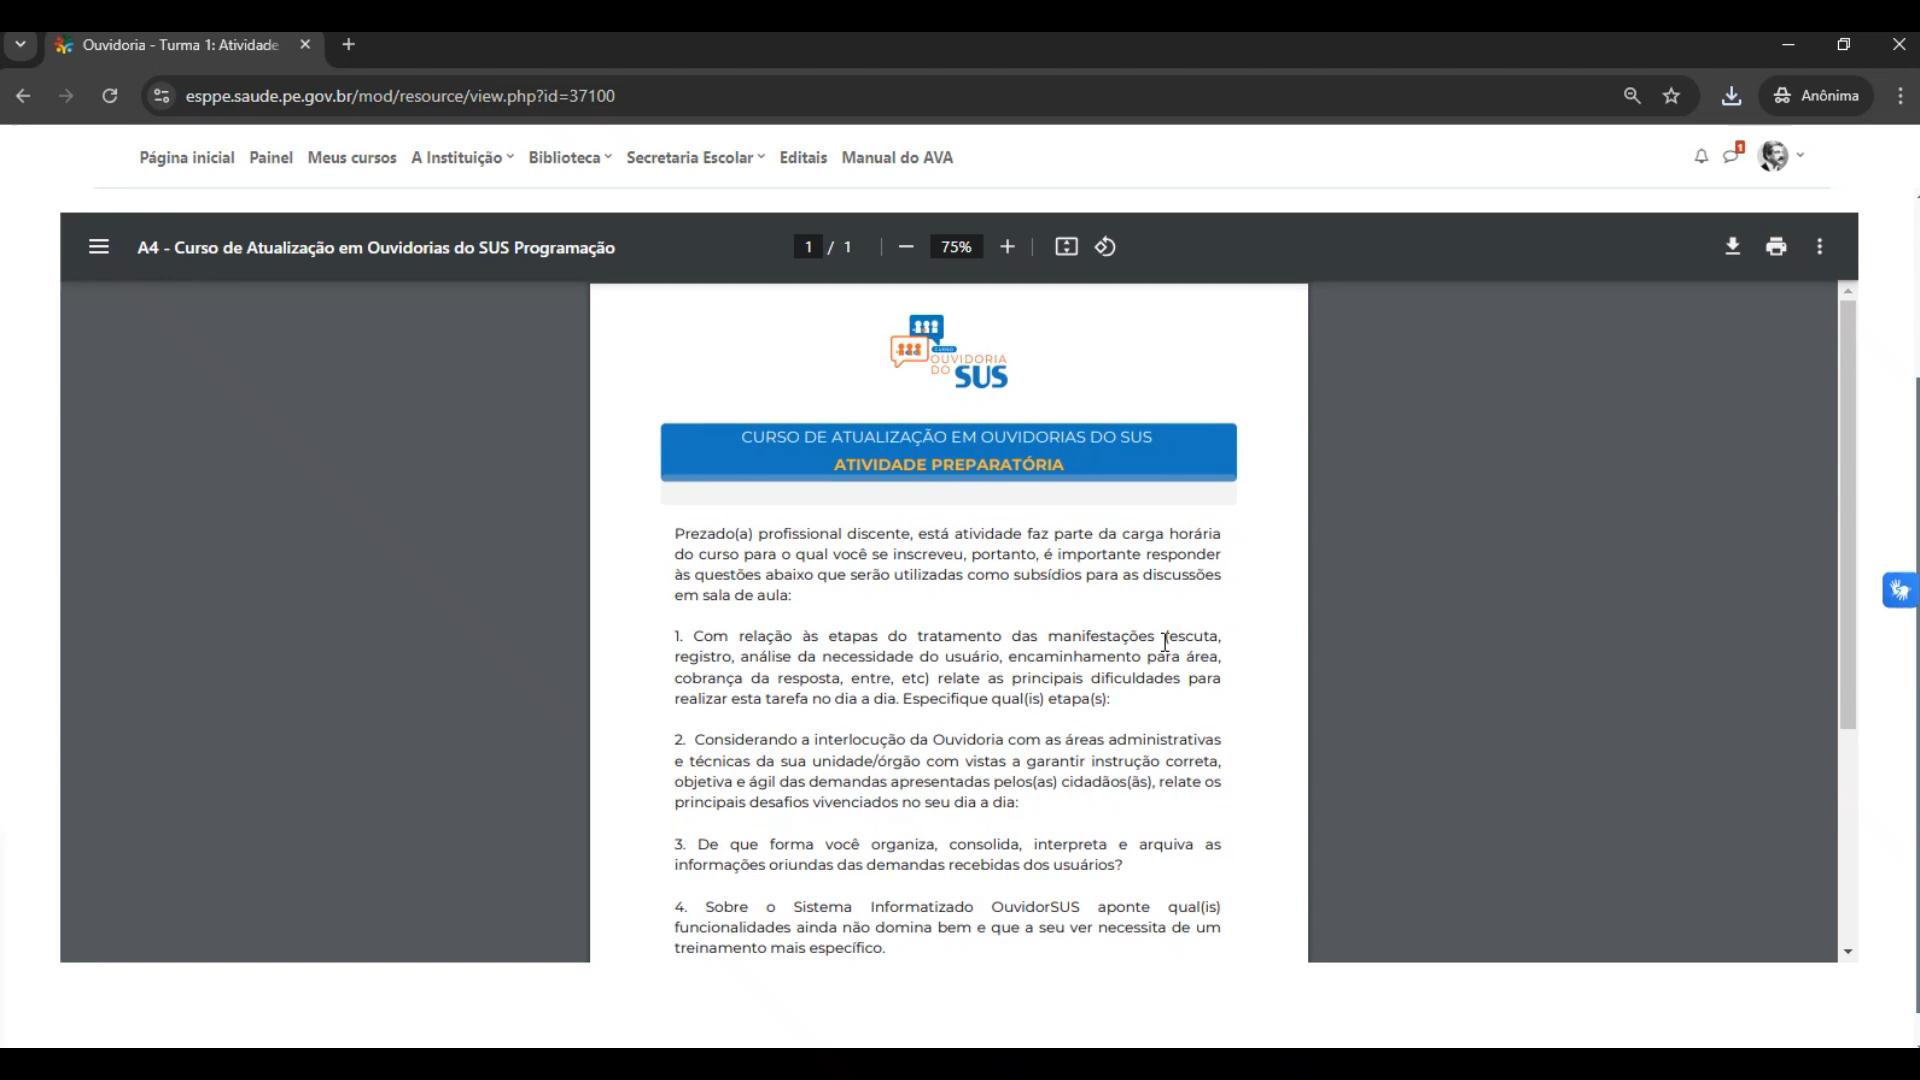 Ouvidoria - Turma 1: Atividade
esppe.saude.pe.gov.br/mod/resource/view.php?id=37100
Anônima
Página inicial Painel Meus cursos A Instituição Biblioteca Secretaria Escolar Editais Manual do AVA
1
A4 - Curso de Atualização em Ouvidorias do SUS Programação
1 / 1
75%
CURSO
OUVIDORIA
DO SUS
CURSO DE ATUALIZAÇÃO EM OUVIDORIAS DO SUS
ATIVIDADE PREPARATÓRIA
Prezado(a) profissional discente, está atividade faz parte da carga horária
do curso para o qual você se inscreveu, portanto, é importante responder
às questões abaixo que serão utilizadas como subsídios para as discussões
em sala de aula:
1. Com relação às etapas do tratamento das manifestações (escuta,
registro, análise da necessidade do usuário, encaminhamento para área,
cobrança da resposta, entre, etc) relate as principais dificuldades para
realizar esta tarefa no dia a dia. Especifique qual(is) etapa(s):
2. Considerando a interlocução da Ouvidoria com as áreas administrativas
e técnicas da sua unidade/órgão com vistas a garantir instrução correta,
objetiva e ágil das demandas apresentadas pelos(as) cidadãos(ãs), relate os
principais desafios vivenciados no seu dia a dia:
3. De que forma você organiza, consolida, interpreta e arquiva as
informações oriundas das demandas recebidas dos usuários?
4. Sobre o Sistema Informatizado OuvidorSUS aponte qual(is)
funcionalidades ainda não domina bem e que a seu ver necessita de um
treinamento mais específico.